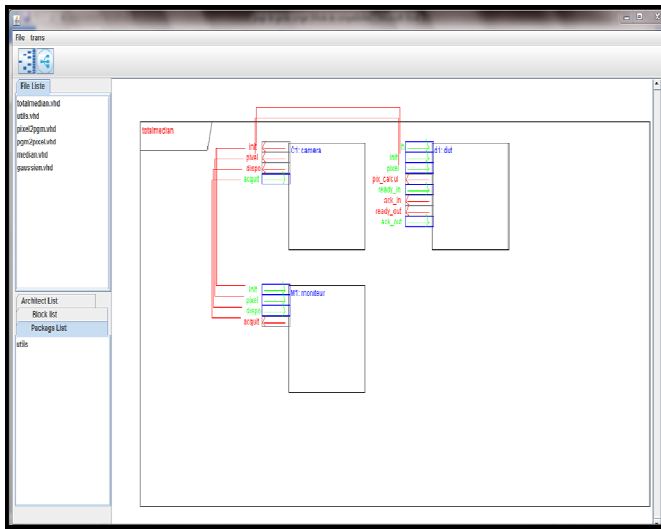 File trans
File Liste
totalmedian.vhd
utils.vhd
pixel2pgm.vhd
pgm2pixel.vhd
median.vhd
gaussien.vhd
Architect List
Block list
Package List
utils
totalmedian
init
pixel
dispo
acquit
C1: caméra
init
pixel
pix_calcul
ready_in
ack_in
ready_out
ack_out
d1: dut
init
pixel
dispo
acquit
M1: moniteur